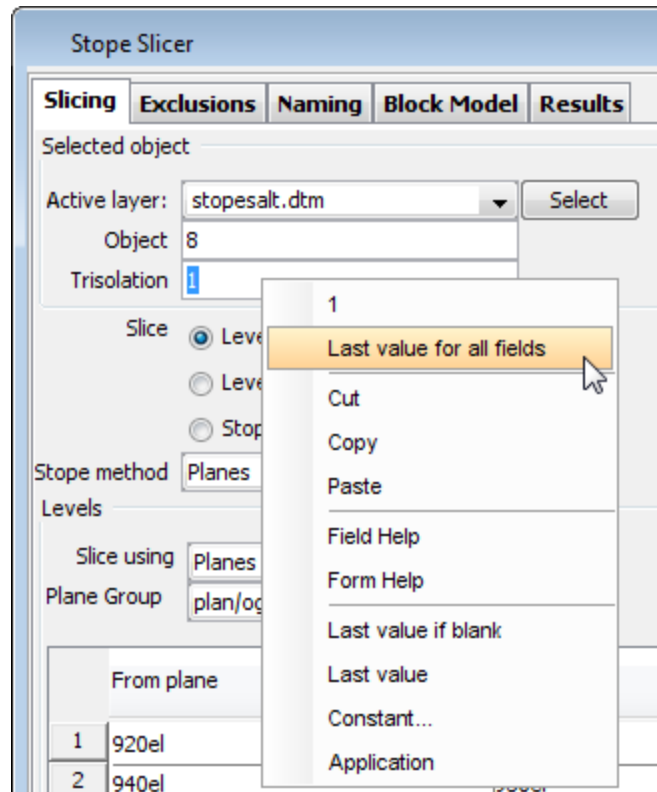 Stope Slicer
Slicing Exclusions Naming Block Model Results
Selected object
Active layer: stopesalt.dtm Select
Object 8
Trisolation 1
1
Last value for all fields
Cut
Copy
Paste
Field Help
Form Help
Last value if blank
Last value
Constant...
Application
Slice
Stope method Planes
Levels
Slice using Planes
Plane Group
From plane
1 920el
2 940el